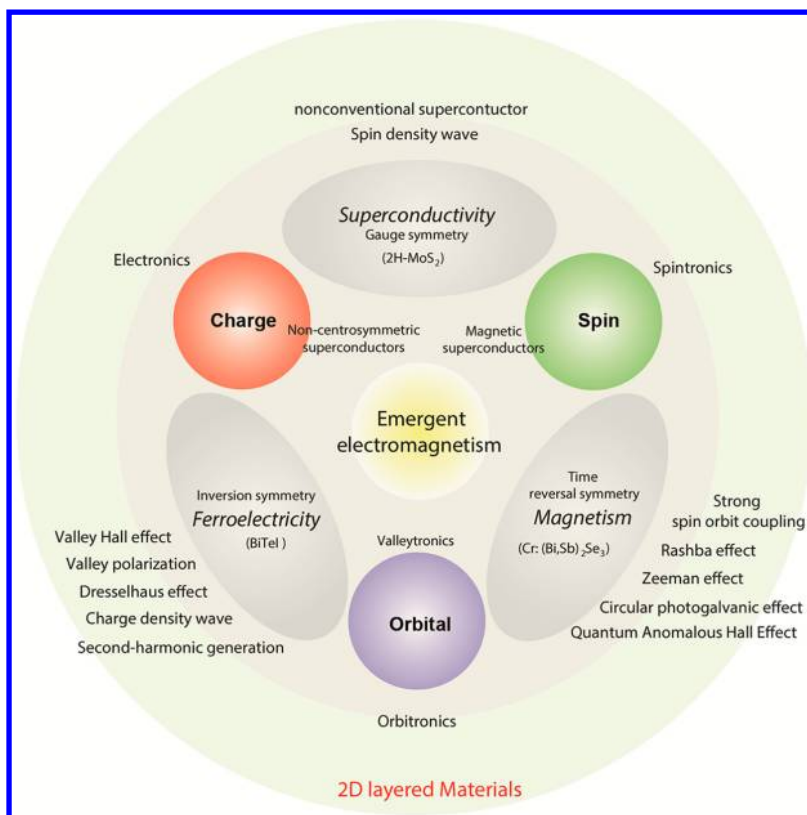 nonconventional supercontuctor
Spin density wave
Superconductivity
Gauge symmetry
(2H-MoS₂)
Electronics
Spintronics
Charge
Spin
Non-centrosymmetric
superconductors
Magnetic
superconductors
Emergent
electromagnetism
Inversion symmetry
Ferroelectricity
(BiTeI )
Time
reversal symmetry
Magnetism
(Cr: (Bi,Sb)₂Se₃)
Valley Hall effect
Valley polarization
Dresselhaus effect
Charge density wave
Second-harmonic generation
Valleytronics
Orbital
Strong
spin orbit coupling
Rashba effect
Zeeman effect
Circular photogalvanic effect
Quantum Anomalous Hall Effect
Orbitronics
2D layered Materials